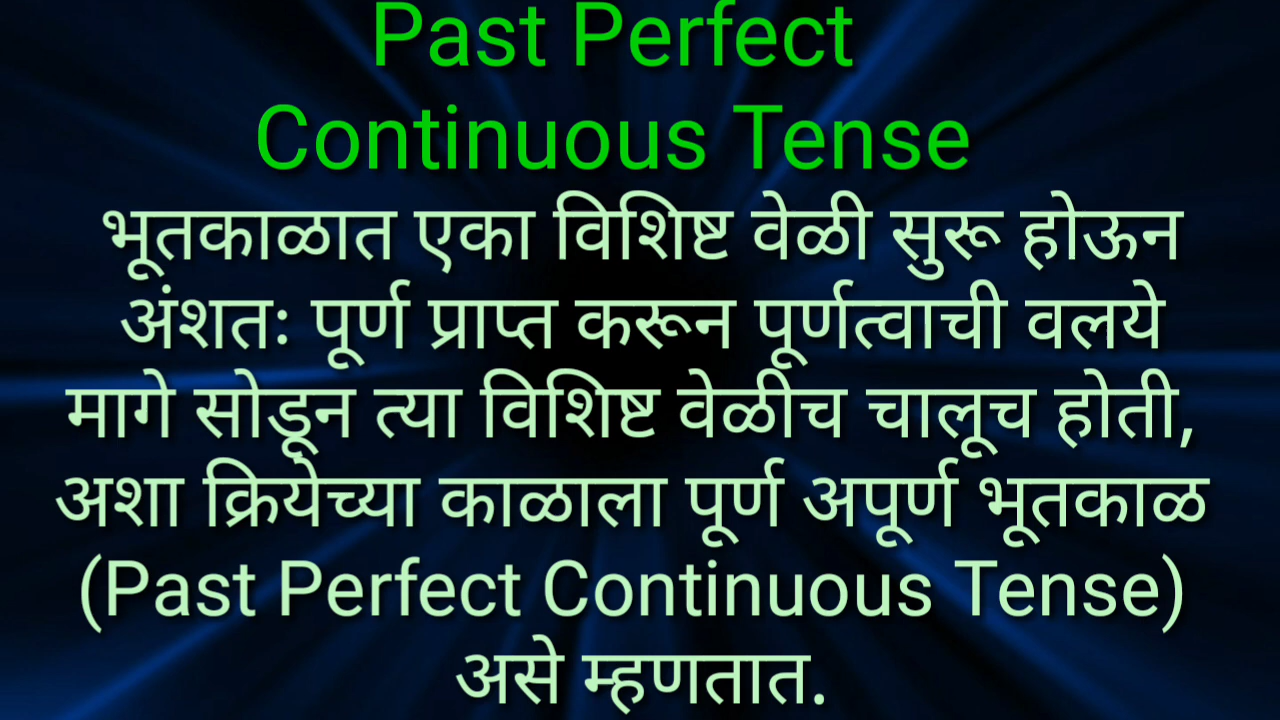 Past Perfect
Continuous Tense
भूतकाळात एका विशिष्ट वेळी सुरू होऊन
अंशतः पूर्ण प्राप्त करून पूर्णत्वाची वलये
मागे सोडून त्या विशिष्ट वेळीच चालूच होती,
अशा क्रियेच्या काळाला पूर्ण अपूर्ण भूतकाळ
(Past Perfect Continuous Tense)
असे म्हणतात.